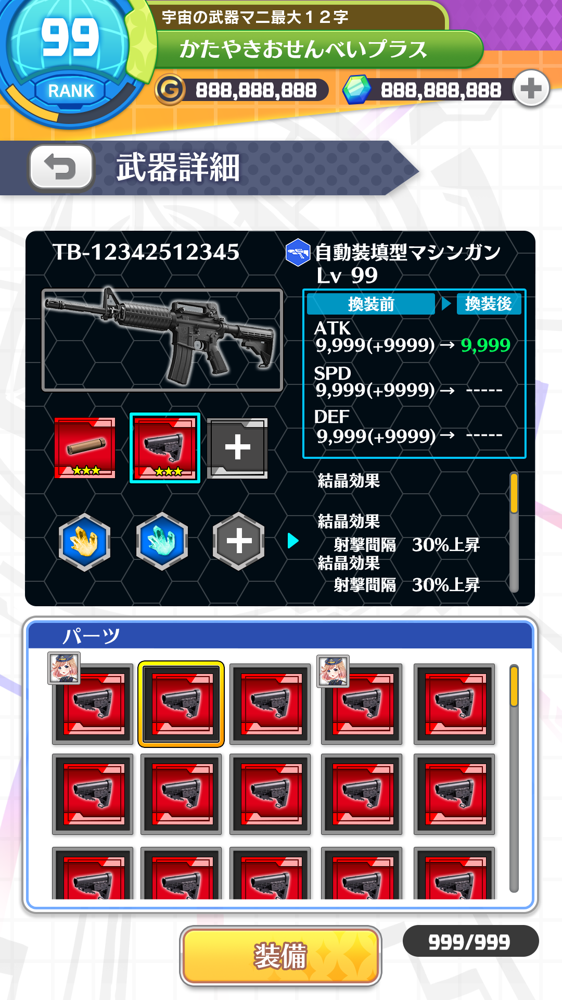 99
RANK
宇宙の武器マニ最大１２字
かたやきおせんべいプラス
G 888,888,888
888,888,888
武器詳細
TB-12342512345
自動装填型マシンガン
Lv 99
換装前 換装後
ATK
9,999(+9999)→ 9,999
SPD
9,999(+9999)→ -----
DEF
9,999(+9999)→ -----
結晶効果
結晶効果
射撃間隔 30%上昇
結晶効果
射撃間隔 30%上昇
パーツ
装備
999/999